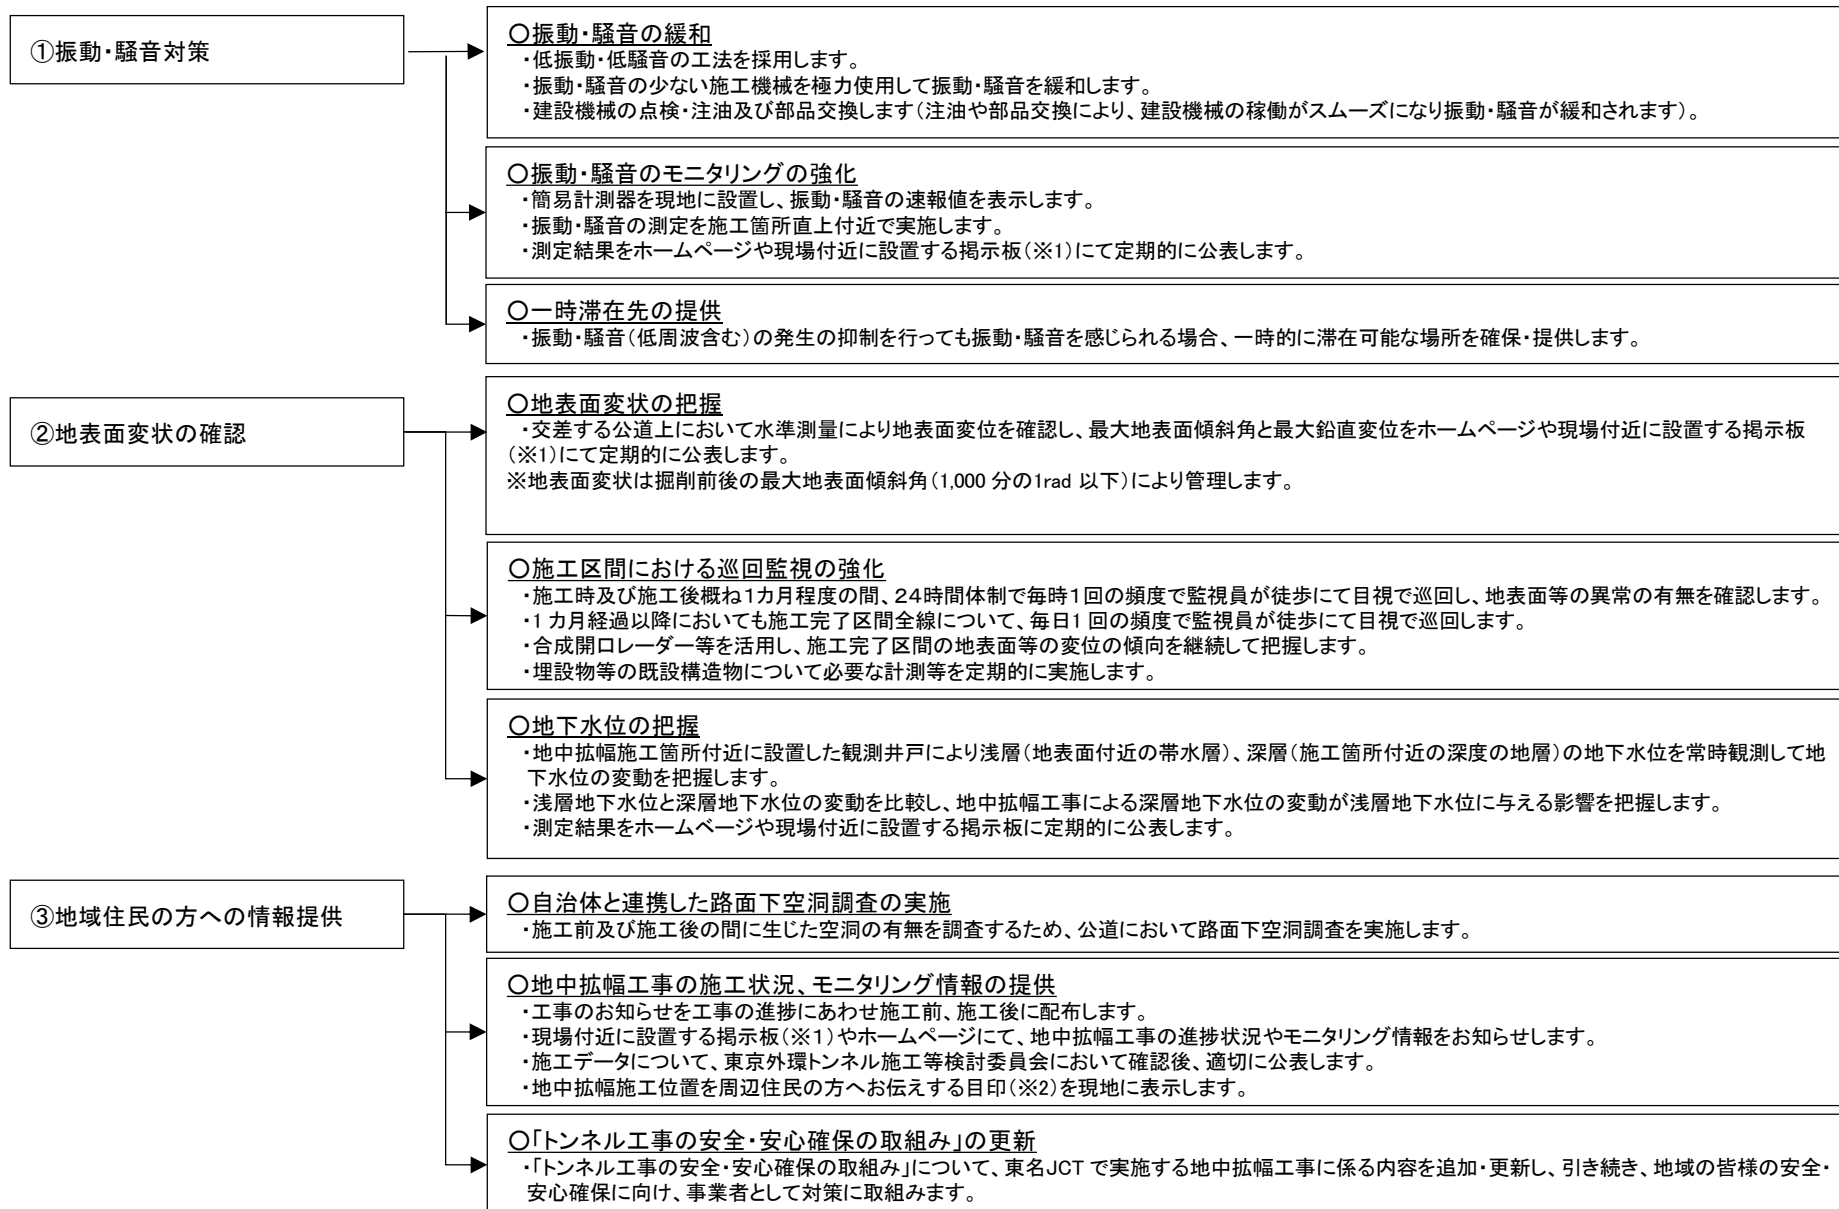 ①振動・騒音対策
〇振動・騒音の緩和
・低振動・低騒音の工法を採用します。
・振動・騒音の少ない施工機械を極力使用して振動・騒音を緩和します。
・建設機械の点検・注油及び部品交換します（注油や部品交換により、建設機械の稼働がスムーズになり振動・騒音が緩和されます）。
〇振動・騒音のモニタリングの強化
・簡易計測器を現地に設置し、振動・騒音の速報値を表示します。
・振動・騒音の測定を施工箇所直上付近で実施します。
・測定結果をホームページや現場付近に設置する掲示板（※1）にて定期的に公表します。
〇一時滞在先の提供
・振動・騒音（低周波含む）の発生の抑制を行っても振動・騒音を感じられる場合、一時的に滞在可能な場所を確保・提供します。
②地表面変状の確認
〇地表面変状の把握
・交差する公道上において水準測量により地表面変位を確認し、最大地表面傾斜角と最大鉛直変位をホームページや現場付近に設置する掲示板
（※1）にて定期的に公表します。
※地表面変状は掘削前後の最大地表面傾斜角（1,000 分の1rad 以下）により管理します。
〇施工区間における巡回監視の強化
・施工時及び施工後概ね１カ月程度の間、２４時間体制で毎時１回の頻度で監視員が徒歩にて目視で巡回し、地表面等の異常の有無を確認します。
・1 カ月経過以降においても施工完了区間全線について、毎日1 回の頻度で監視員が徒歩にて目視で巡回します。
・合成開口レーダー等を活用し、施工完了区間の地表面等の変位の傾向を継続して把握します。
・埋設物等の既設構造物について必要な計測等を定期的に実施します。
〇地下水位の把握
・地中拡幅施工箇所付近に設置した観測井戸により浅層（地表面付近の帯水層）、深層（施工箇所付近の深度の地層）の地下水位を常時観測して地
下水位の変動を把握します。
・浅層地下水位と深層地下水位の変動を比較し、地中拡幅工事による深層地下水位の変動が浅層地下水位に与える影響を把握します。
・測定結果をホームページや現場付近に設置する掲示板に定期的に公表します。
③地域住民の方への情報提供
〇自治体と連携した路面下空洞調査の実施
・施工前及び施工後の間に生じた空洞の有無を調査するため、公道において路面下空洞調査を実施します。
〇地中拡幅工事の施工状況、モニタリング情報の提供
・工事のお知らせを工事の進捗にあわせ施工前、施工後に配布します。
・現場付近に設置する掲示板（※１）やホームページにて、地中拡幅工事の進捗状況やモニタリング情報をお知らせします。
・施工データについて、東京外環トンネル施工等検討委員会において確認後、適切に公表します。
・地中拡幅施工位置を周辺住民の方へお伝えする目印（※2）を現地に表示します。
〇「トンネル工事の安全・安心確保の取組み」の更新
・「トンネル工事の安全・安心確保の取組み」について、東名JCT で実施する地中拡幅工事に係る内容を追加・更新し、引き続き、地域の皆様の安全・
安心確保に向け、事業者として対策に取組みます。